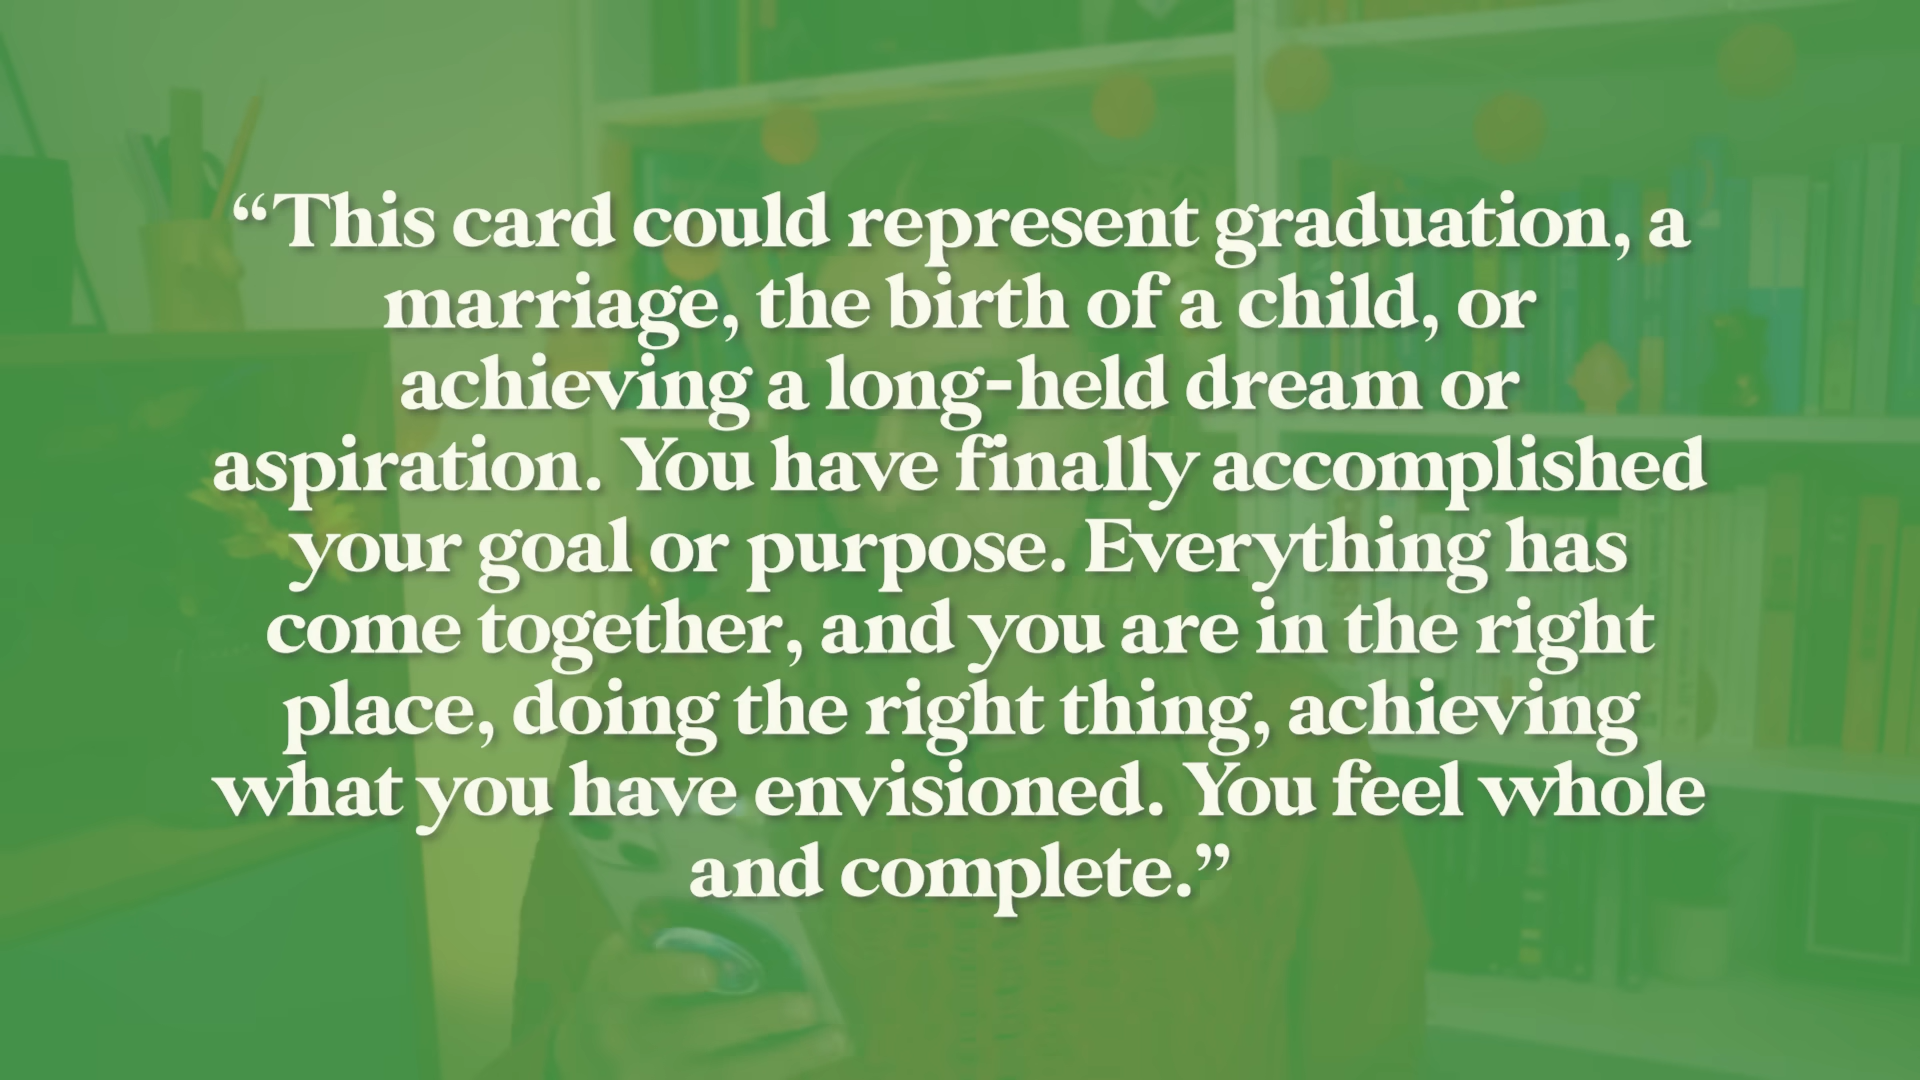 “This card could represent graduation, a
marriage, the birth of a child, or
achieving a long-held dream or
aspiration. You have finally accomplished
your goal or purpose. Everything has
come together, and you are in the right
place, doing the right thing, achieving
what you have envisioned. You feel whole
and complete.”